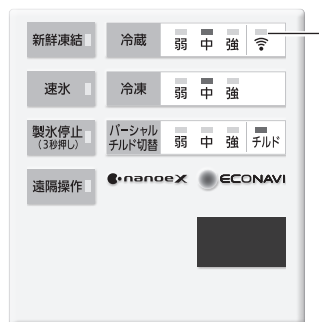 新鮮凍結
冷蔵
弱 中 強
速氷
冷凍
弱 中 強
製氷停止
(3秒押し)
パーシャル
チルド切替
弱 中 強 チルド
遠隔操作
nanoeX
ECONAVI